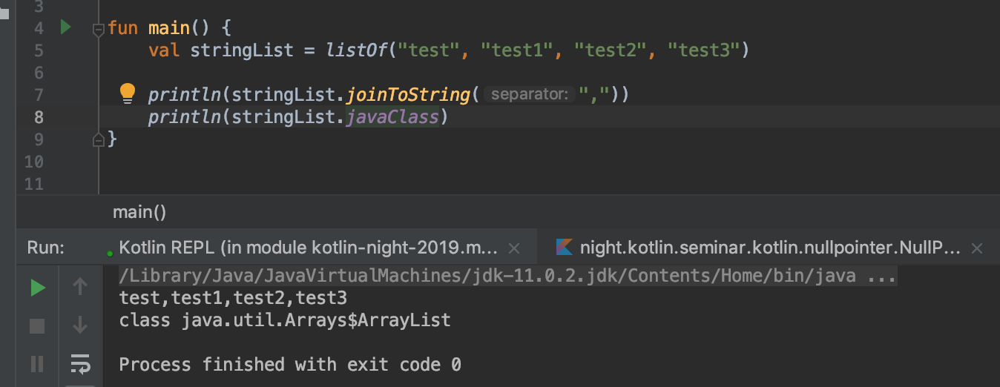 3
4 fun main() {
5 val stringList = listOf("test", "test1", "test2", "test3")
6
7 println(stringList.joinToString( separator: ","))
8 println(stringList.javaClass)
9 }
10
11
main()
Run: Kotlin REPL (in module kotlin-night-2019.m... × night.kotlin.seminar.kotlin.nullpointer.NullP... ×
/Library/Java/JavaVirtualMachines/jdk-11.0.2.jdk/Contents/Home/bin/java ...
test,test1,test2,test3
class java.util.Arrays$ArrayList
Process finished with exit code 0